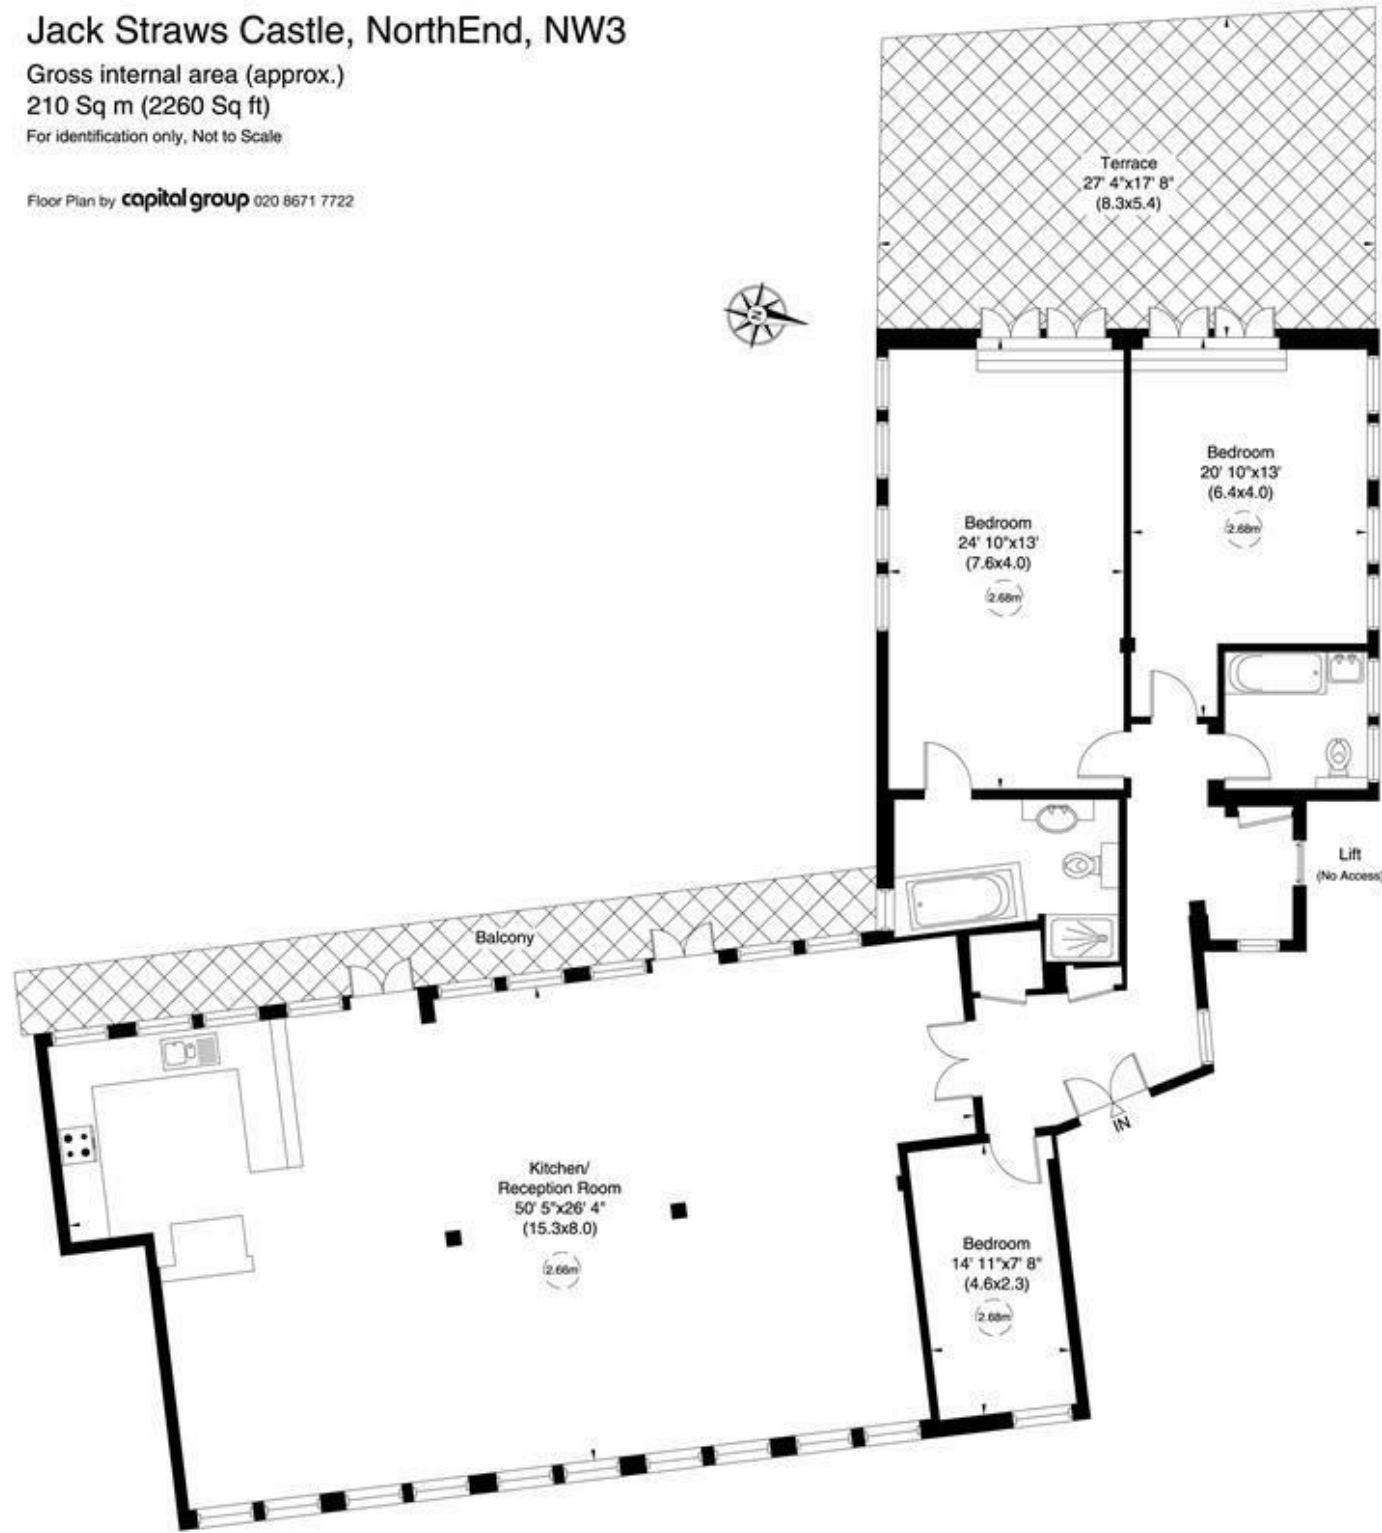 Jack Straws Castle, NorthEnd, NW3
Gross internal area (approx.)
210 Sq m (2260 Sq ft)
For identification only, Not to Scale
Floor Plan by capital group 020 8671 7722
Terrace
27' 4"x17' 8"
(8.3x5.4)
N
Bedroom
20' 10"x13'
(6.4x4.0)
2.68m
Bedroom
24' 10"x13'
(7.6x4.0)
2.68m
Lift
(No Access)
Balcony
IN
Kitchen/
Reception Room
50' 5"x26' 4"
(15.3x8.0)
2.66m
Bedroom
14' 11"x7' 8"
(4.6x2.3)
2.68m